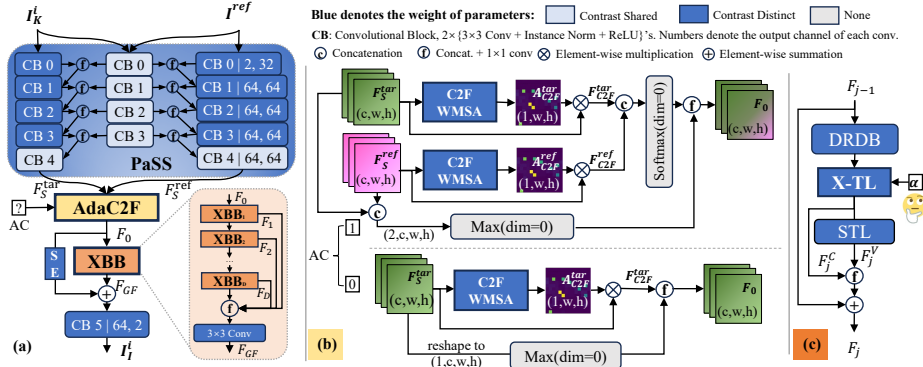 I_K^i
I^ref
CB 0
f
CB 0
f
CB 0 | 2, 32
CB 1
f
CB 1
f
CB 1 | 64, 64
CB 2
f
CB 2
f
CB 2 | 64, 64
CB 3
f
CB 3
f
CB 3 | 64, 64
CB 4
PaSS
CB 4 | 64, 64
F_S^tar
F_S^ref
?
AC
AdaC2F
F_0
SE
XBB
F_GF
CB 5 | 64, 2
(a)
I_I^i
F_0
XBB₁
F_1
XBB₂
F_2
...
...
XBB_D
F_D
f
3×3 Conv
F_GF
Blue denotes the weight of parameters:
Contrast Shared
Contrast Distinct
None
CB: Convolutional Block, 2×{3×3 Conv + Instance Norm + ReLU}'s. Numbers denote the output channel of each conv.
c Concatenation
f Concat. + 1×1 conv
Element-wise multiplication
Element-wise summation
F_S^tar
(c,w,h)
C2F
WMSA
A_C2F^tar
(1,w,h)
F_C2F^tar
c
Softmax(dim=0)
f
F_0
(c,w,h)
F_S^ref
(c,w,h)
C2F
WMSA
A_C2F^ref
(1,w,h)
F_C2F^ref
c
(2,c,w,h)
Max(dim=0)
AC
1
0
F_S^tar
(c,w,h)
C2F
WMSA
A_C2F^tar
(1,w,h)
F_C2F^tar
f
F_0
(c,w,h)
reshape to
(1,c,w,h)
Max(dim=0)
(b)
F_{j−1}
DRDB
X-TL
α
STL
F_j^C
F_j^V
f
F_j
(c)